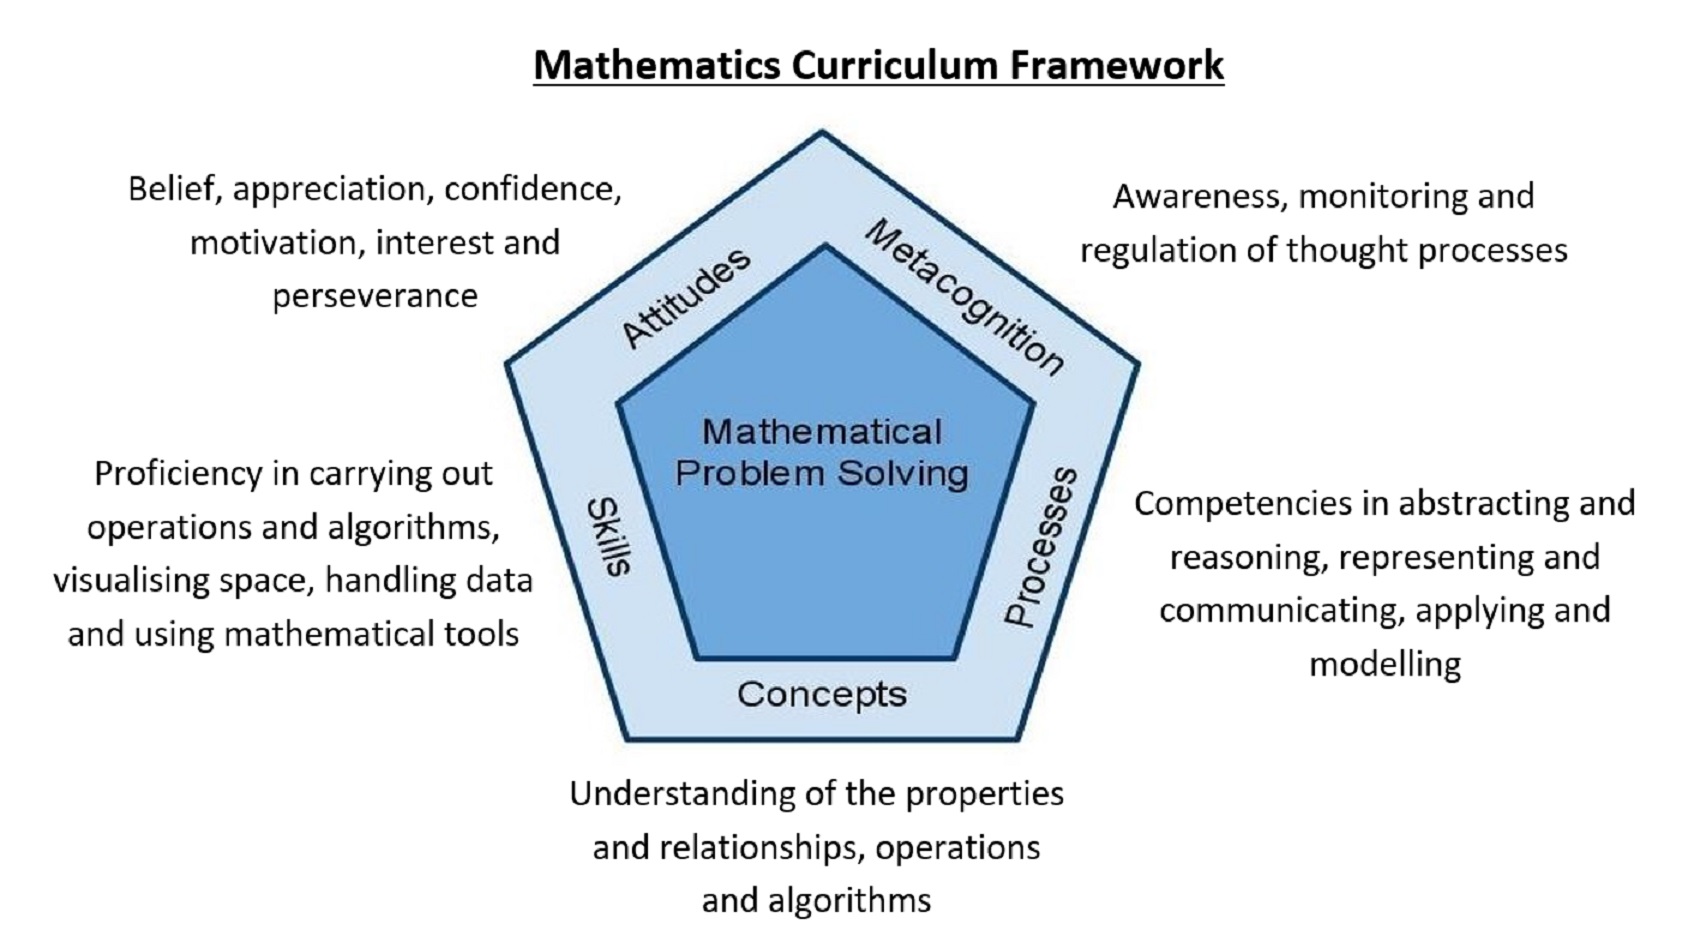 Mathematics Curriculum Framework
Belief, appreciation, confidence,
motivation, interest and
perseverance
Awareness, monitoring and
regulation of thought processes
Attitudes
Metacognition
Mathematical
Problem Solving
Proficiency in carrying out
operations and algorithms,
visualising space, handling data
and using mathematical tools
Skills
Processes
Competencies in abstracting and
reasoning, representing and
communicating, applying and
modelling
Concepts
Understanding of the properties
and relationships, operations
and algorithms